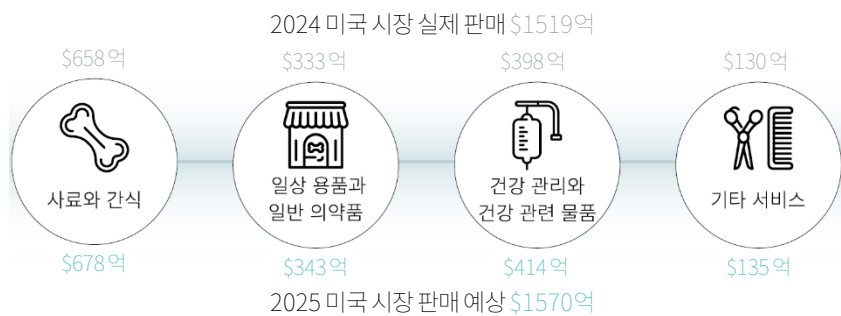 2024 미국 시장 실제 판매 $1519억
$658억
$333억
$398억
$130억
사료와 간식
일상 용품과
일반 의약품
건강 관리와
건강 관련 물품
기타 서비스
$678억
$343억
$414억
$135억
2025 미국 시장 판매 예상 $1570억